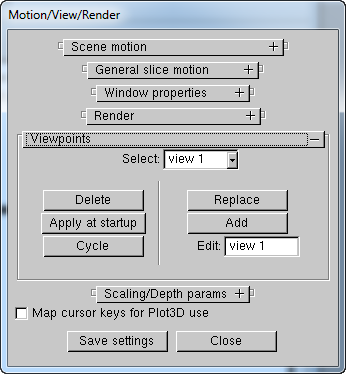 Motion/View/Render
Scene motion +
General slice motion +
Window properties +
Render +
Viewpoints −
Select: view 1
Delete Replace
Apply at startup Add
Cycle Edit: view 1
Scaling/Depth params +
Map cursor keys for Plot3D use
Save settings Close